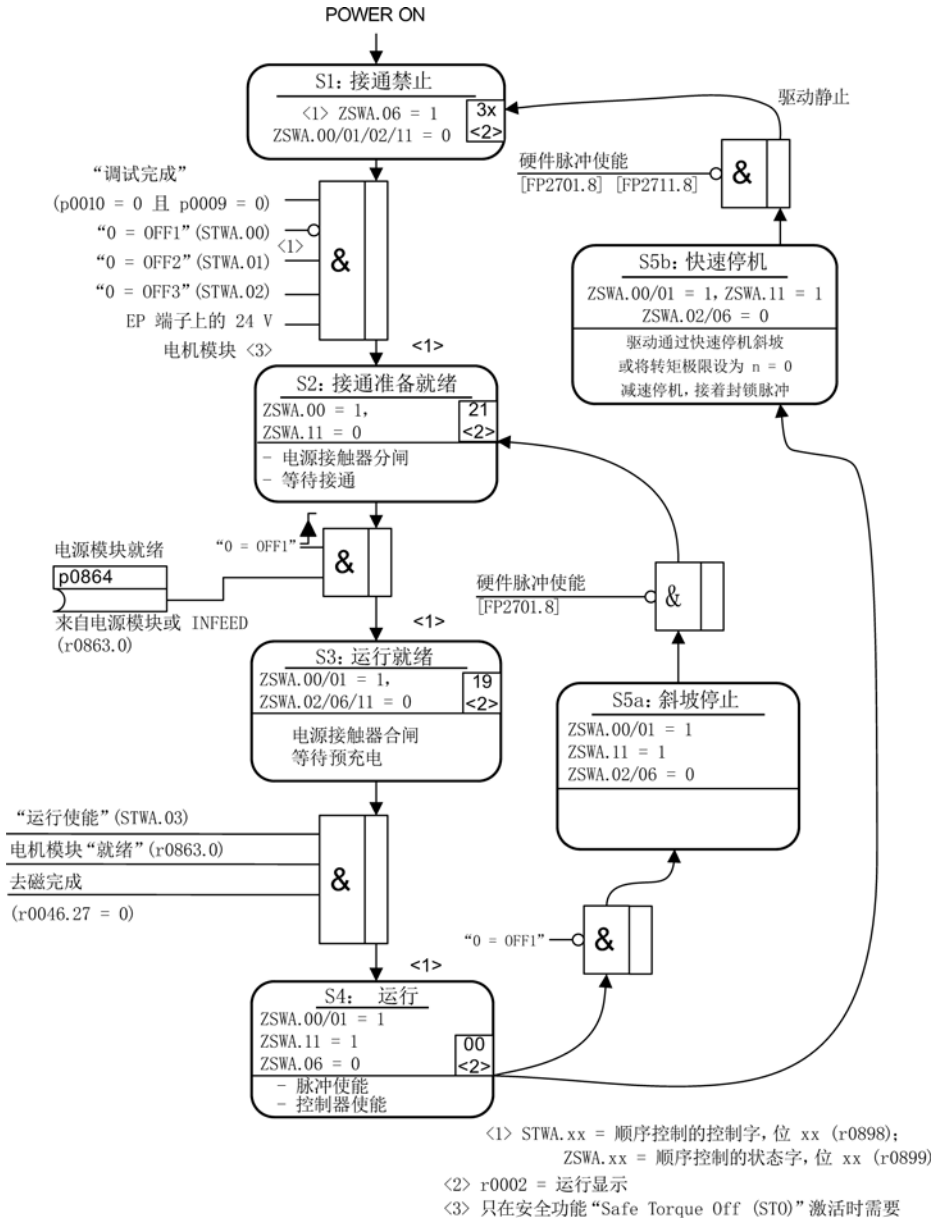 POWER ON
S1: 接通禁止
<1> ZSWA.06 = 1
ZSWA.00/01/02/11 = 0
3x
<2>
驱动静止
硬件脉冲使能
[FP2701.8] [FP2711.8]
&
“调试完成”
(p0010 = 0 且 p0009 = 0)
“0 = OFF1”(STWA.00)
<1>
“0 = OFF2”(STWA.01)
“0 = OFF3”(STWA.02)
EP 端子上的 24 V
电机模块 <3>
&
<1>
S5b: 快速停机
ZSWA.00/01 = 1, ZSWA.11 = 1
ZSWA.02/06 = 0
驱动通过快速停机斜坡
或将转矩极限设为 n = 0
减速停机, 接着封锁脉冲
S2: 接通准备就绪
ZSWA.00 = 1,
ZSWA.11 = 0
21
<2>
- 电源接触器分闸
- 等待接通
“0 = OFF1”
&
电源模块就绪
p0864
来自电源模块或 INFEED
(r0863.0)
<1>
硬件脉冲使能
[FP2701.8]
&
S3: 运行就绪
ZSWA.00/01 = 1,
ZSWA.02/06/11 = 0
19
<2>
电源接触器合闸
等待预充电
S5a: 斜坡停止
ZSWA.00/01 = 1
ZSWA.11 = 1
ZSWA.02/06 = 0
“运行使能”(STWA.03)
电机模块“就绪”(r0863.0)
去磁完成
(r0046.27 = 0)
&
<1>
“0 = OFF1”
&
S4: 运行
ZSWA.00/01 = 1
ZSWA.11 = 1
ZSWA.06 = 0
00
<2>
- 脉冲使能
- 控制器使能
<1> STWA.xx = 顺序控制的控制字, 位 xx (r0898);
ZSWA.xx = 顺序控制的状态字, 位 xx (r0899)
<2> r0002 = 运行显示
<3> 只在安全功能“Safe Torque Off (STO)”激活时需要